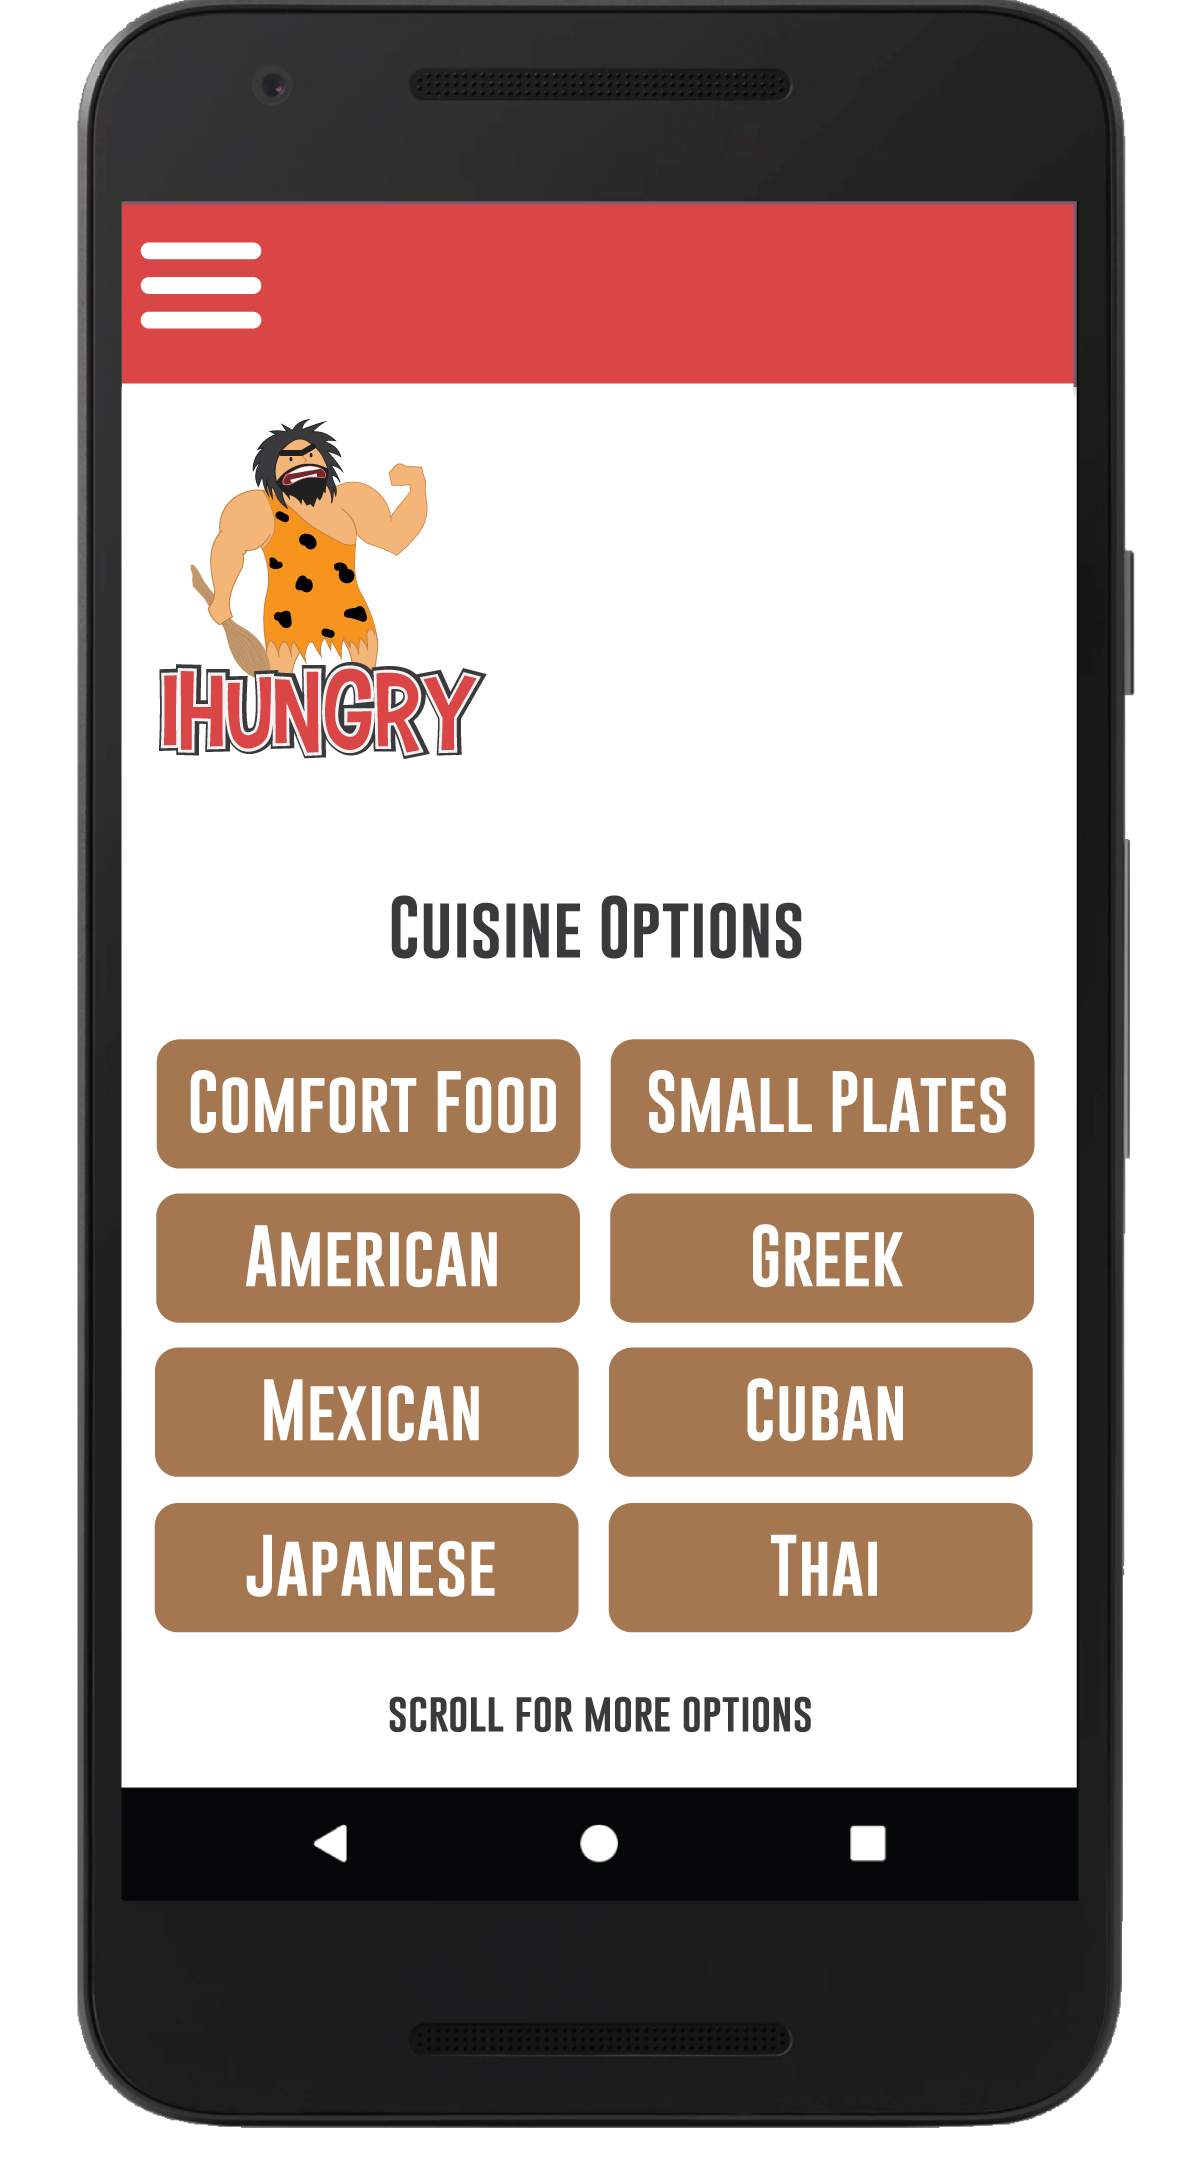 IHUNGRY
Cuisine Options
Comfort Food
Small Plates
American
Greek
Mexican
Cuban
Japanese
Thai
SCROLL FOR MORE OPTIONS